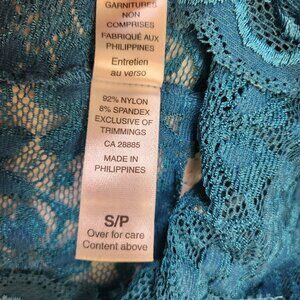 GARNITURES
NON
COMPRISES
FABRIQUÉ AUX
PHILIPPINES
Entretien
au verso
92% NYLON
8% SPANDEX
EXCLUSIVE OF
TRIMMINGS
CA 28885
MADE IN
PHILIPPINES
S/P
Over for care
Content above